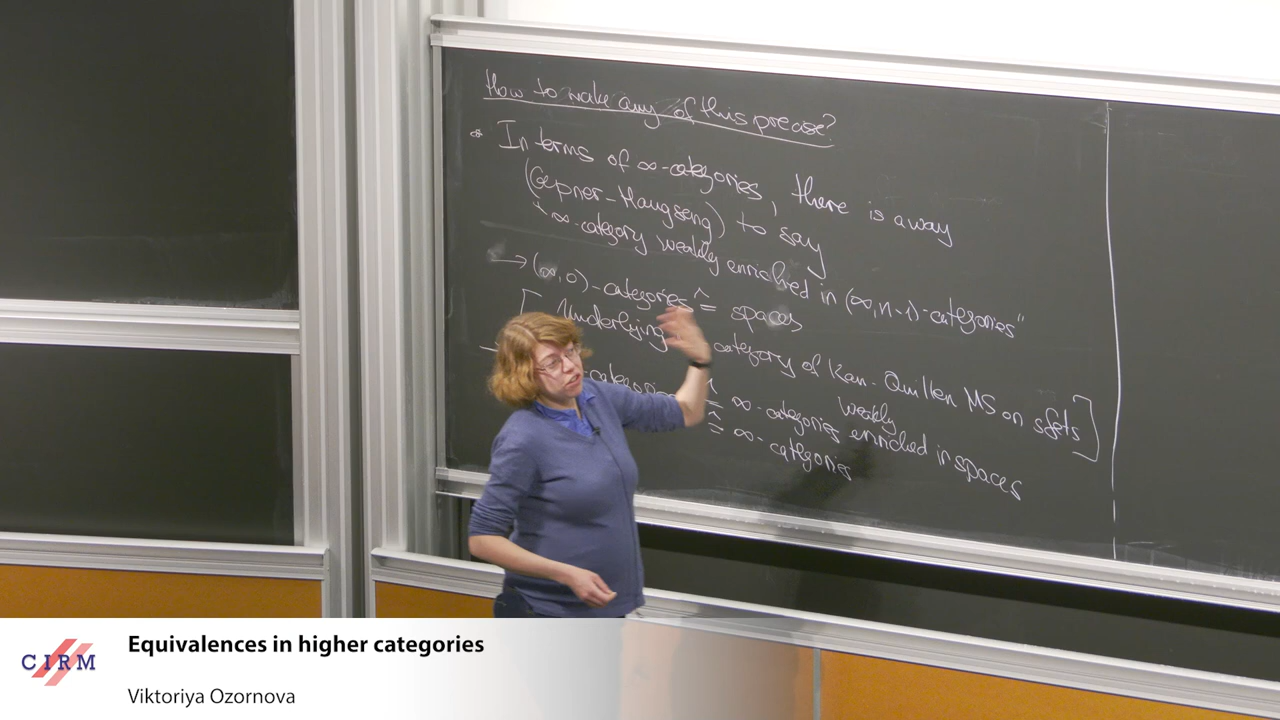 How to make any of this precise?
* In terms of ∞-categories, there is a way
(Gepner-Haugseng) to say
"∞-category weakly enriched in (∞,n-1)-categories"
→ (∞,0)-categories ≙ spaces
[Underlying category of Kan-Quillen MS on sSets]
categories ≙ ∞-categories weakly enriched in spaces
≙ ∞-categories
CIRM
Equivalences in higher categories
Viktoriya Ozornova